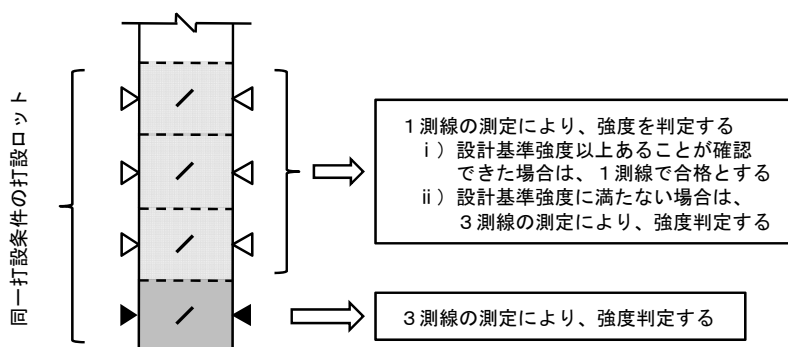 同一打設条件の打設ロット
１測線の測定により、強度を判定する
ⅰ）設計基準強度以上あることが確認
できた場合は、１測線で合格とする
ⅱ）設計基準強度に満たない場合は、
３測線の測定により、強度判定する
３測線の測定により、強度判定する